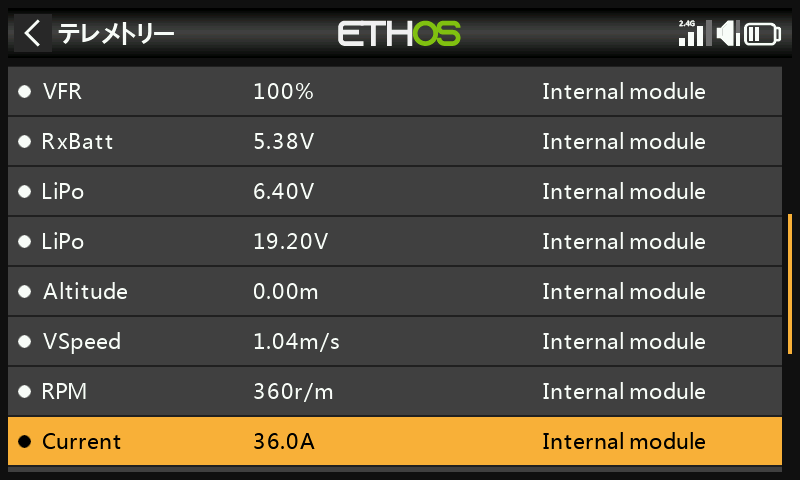 テレメトリー ETHOS 2.4G
VFR 100% Internal module
RxBatt 5.38V Internal module
LiPo 6.40V Internal module
LiPo 19.20V Internal module
Altitude 0.00m Internal module
VSpeed 1.04m/s Internal module
RPM 360r/m Internal module
Current 36.0A Internal module